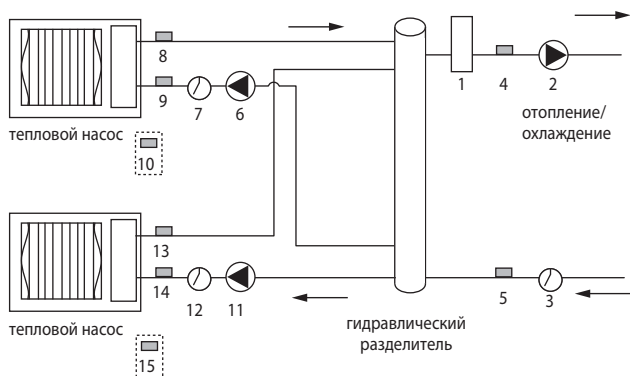 8
9
7
6
1
4
2
отопление/
охлаждение
тепловой насос
10
13
14
12
11
5
3
гидравлический
разделитель
тепловой насос
15